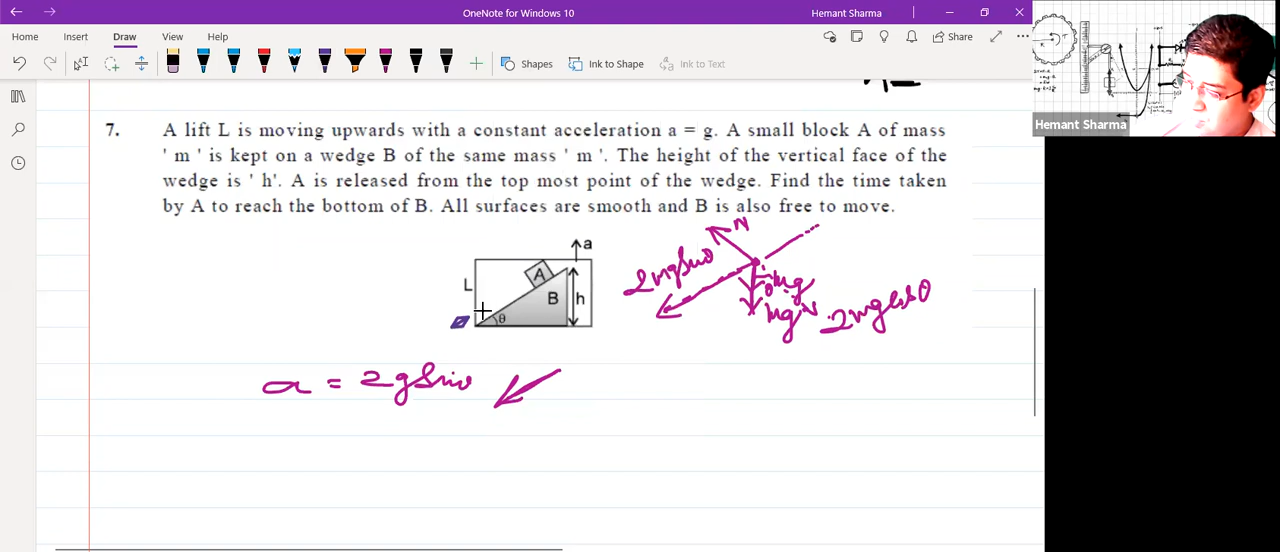 OneNote for Windows 10
Hemant Sharma
Home Insert Draw View Help
Share
Shapes
Ink to Shape
Ink to Text
Hemant Sharma
7. A lift L is moving upwards with a constant acceleration a = g. A small block A of mass
' m ' is kept on a wedge B of the same mass ' m '. The height of the vertical face of the
wedge is ' h'. A is released from the top most point of the wedge. Find the time taken
by A to reach the bottom of B. All surfaces are smooth and B is also free to move.
a
L
A
B
h
θ
N
2mg sinθ
θ
mg
mg
2mg cosθ
a = 2g sinθ